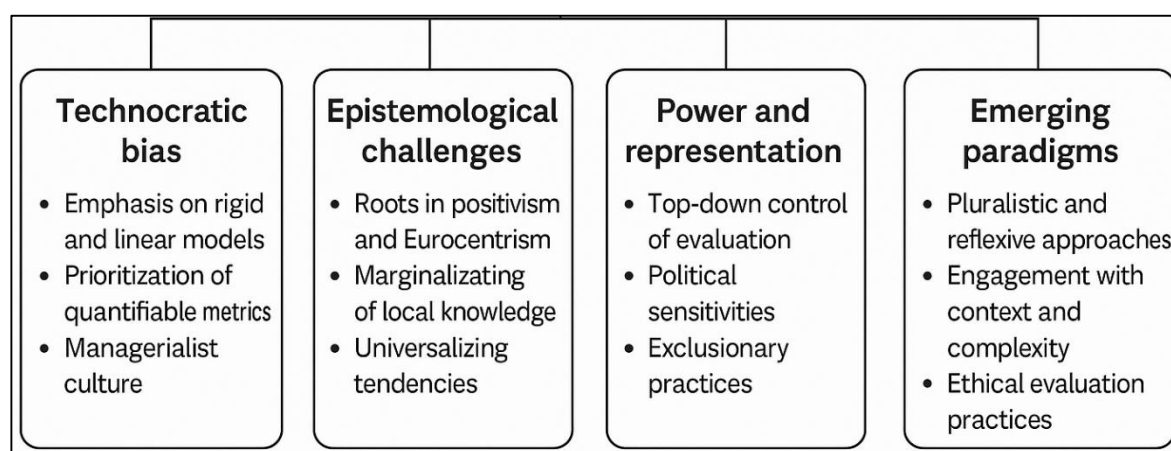 Technocratic
bias
• Emphasis on rigid
and linear models
• Prioritization of
quantifiable metrics
• Managerialist
culture
Epistemological
challenges
• Roots in positivism
and Eurocentrism
• Marginalizating
of local knowledge
• Universalizing
tendencies
Power and
representation
• Top-down control
of evaluation
• Political
sensitivities
• Exclusionary
practices
Emerging
paradigms
• Pluralistic and
reflexive approaches
• Engagement with
context and
complexity
• Ethical evaluation
practices